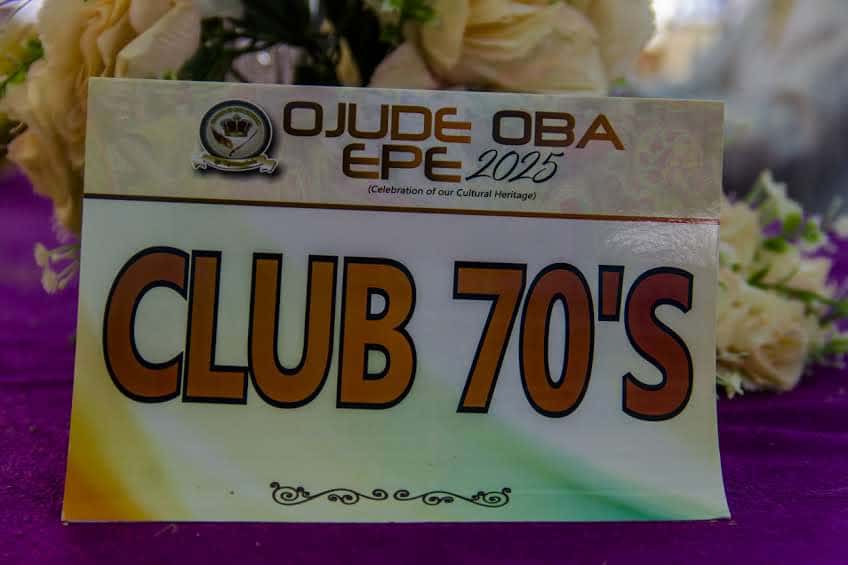 OJUDE OBA
EPE 2025
(Celebration of our Cultural Heritage)
CLUB 70'S